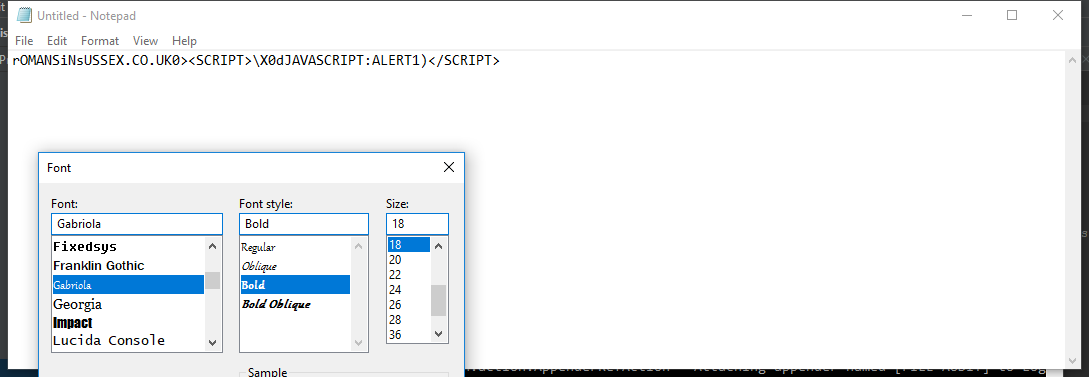 Untitled - Notepad
File Edit Format View Help
rOMANSiNsUSSEX.CO.UK0><SCRIPT>\X0dJAVASCRIPT:ALERT1)</SCRIPT>
Font
Font: Font style: Size:
Gabriola Bold 18
Fixedsys Regular 18
Franklin Gothic Oblique 20
Gabriola Bold 22
Georgia Bold Oblique 24
Impact 26
Lucida Console 28
36
Sample